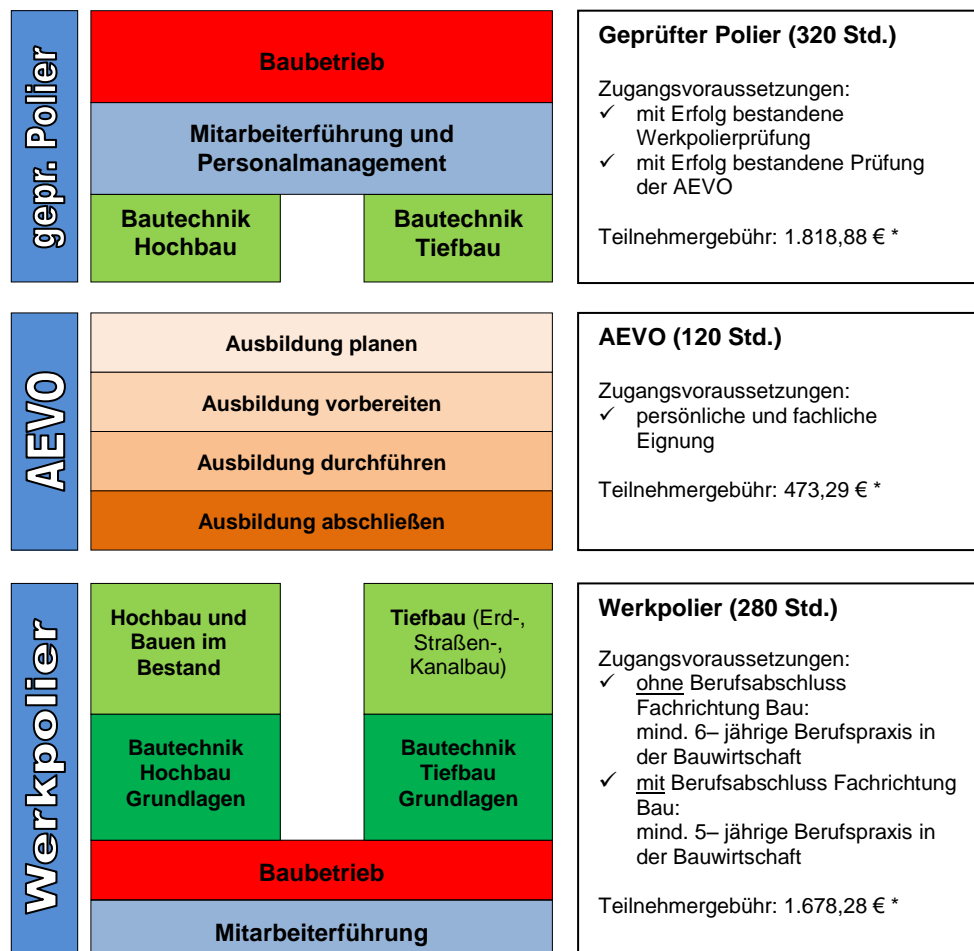 gepr. Polier
Baubetrieb
Mitarbeiterführung und
Personalmanagement
Bautechnik
Hochbau
Bautechnik
Tiefbau
Geprüfter Polier (320 Std.)
Zugangsvoraussetzungen:
✓ mit Erfolg bestandene
Werkpolierprüfung
✓ mit Erfolg bestandene Prüfung
der AEVO
Teilnehmergebühr: 1.818,88 € *
AEVO
Ausbildung planen
Ausbildung vorbereiten
Ausbildung durchführen
Ausbildung abschließen
AEVO (120 Std.)
Zugangsvoraussetzungen:
✓ persönliche und fachliche
Eignung
Teilnehmergebühr: 473,29 € *
Werkpolier
Hochbau und
Bauen im
Bestand
Tiefbau (Erd-,
Straßen-,
Kanalbau)
Bautechnik
Hochbau
Grundlagen
Bautechnik
Tiefbau
Grundlagen
Baubetrieb
Mitarbeiterführung
Werkpolier (280 Std.)
Zugangsvoraussetzungen:
✓ ohne Berufsabschluss
Fachrichtung Bau:
mind. 6– jährige Berufspraxis in
der Bauwirtschaft
✓ mit Berufsabschluss Fachrichtung
Bau:
mind. 5– jährige Berufspraxis in
der Bauwirtschaft
Teilnehmergebühr: 1.678,28 € *